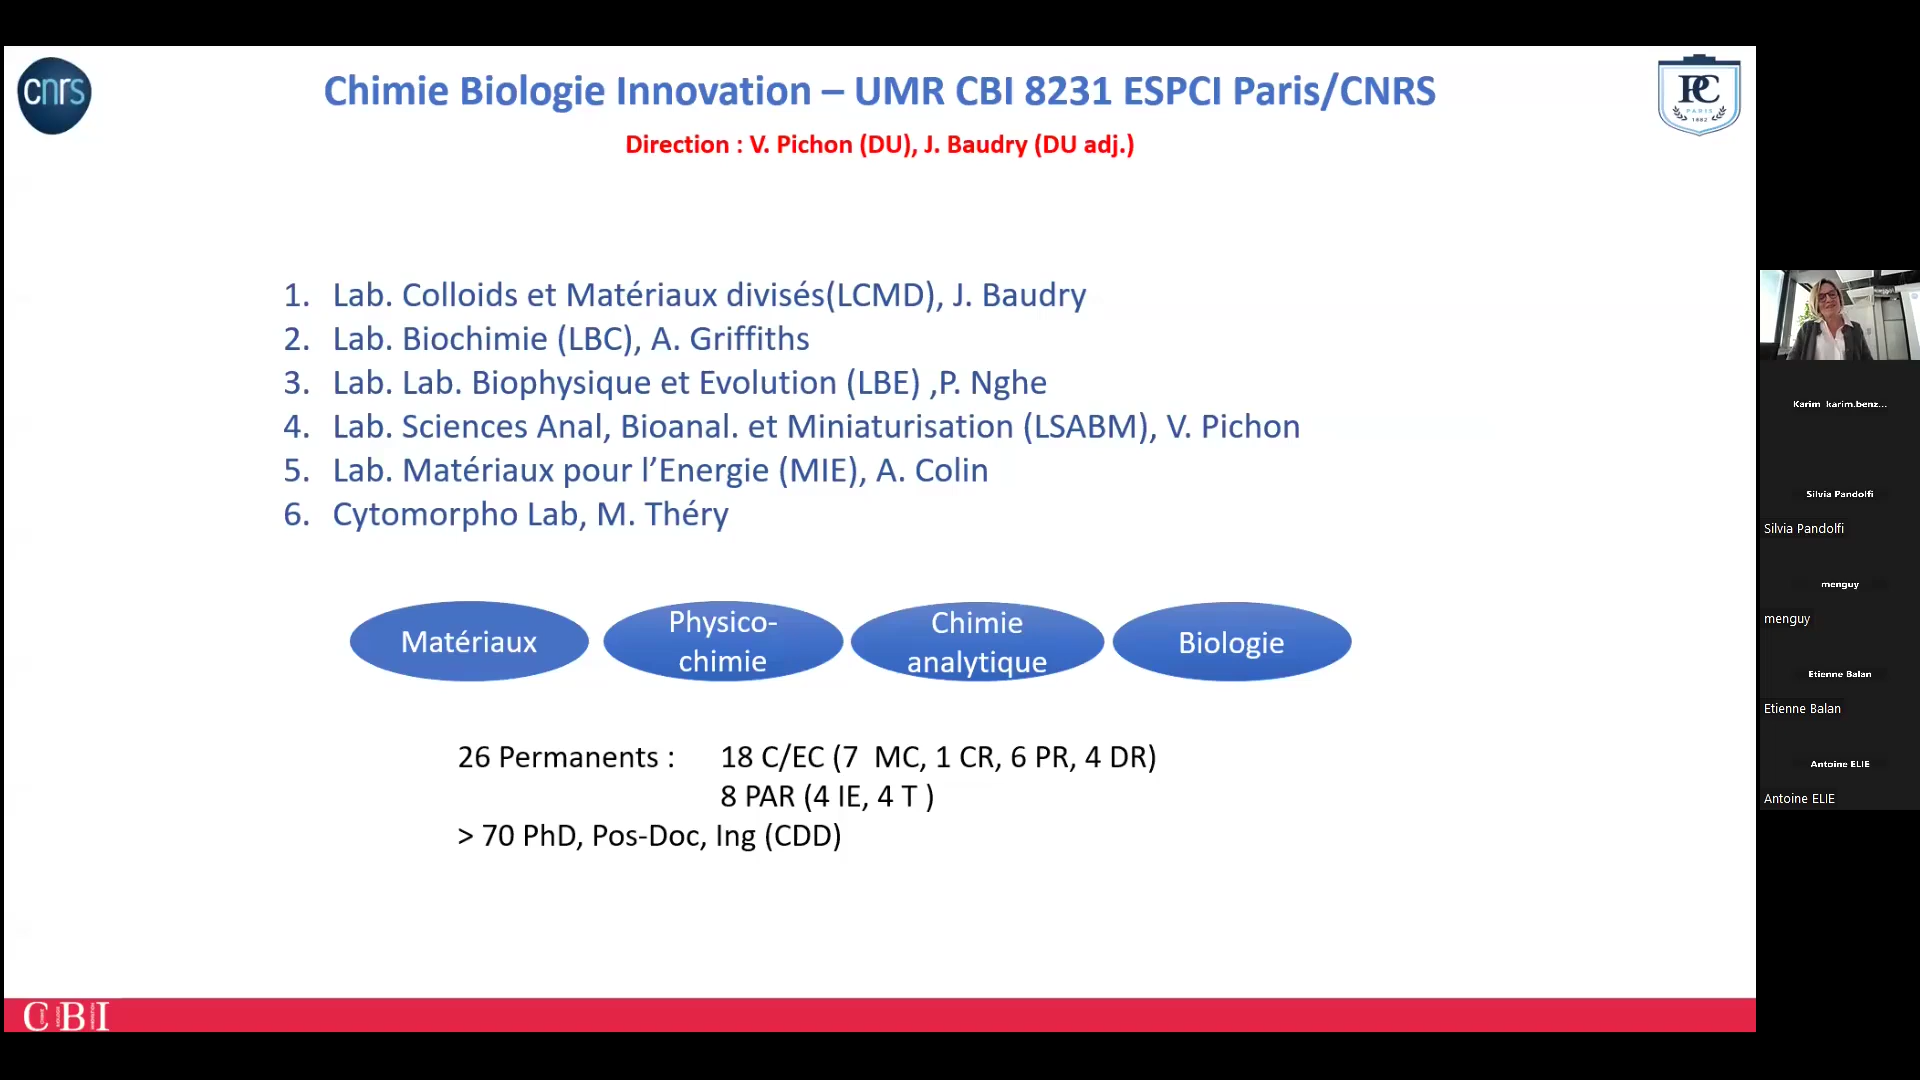 cnrs
Chimie Biologie Innovation – UMR CBI 8231 ESPCI Paris/CNRS
PC
PARIS
1882
Direction : V. Pichon (DU), J. Baudry (DU adj.)
1. Lab. Colloids et Matériaux divisés(LCMD), J. Baudry
2. Lab. Biochimie (LBC), A. Griffiths
3. Lab. Lab. Biophysique et Evolution (LBE) ,P. Nghe
4. Lab. Sciences Anal, Bioanal. et Miniaturisation (LSABM), V. Pichon
5. Lab. Matériaux pour l’Energie (MIE), A. Colin
6. Cytomorpho Lab, M. Théry
Matériaux
Physico-
chimie
Chimie
analytique
Biologie
26 Permanents : 18 C/EC (7 MC, 1 CR, 6 PR, 4 DR)
8 PAR (4 IE, 4 T )
> 70 PhD, Pos-Doc, Ing (CDD)
CBI
Karim karim.benz...
Silvia Pandolfi
Silvia Pandolfi
menguy
menguy
Etienne Balan
Etienne Balan
Antoine ELIE
Antoine ELIE